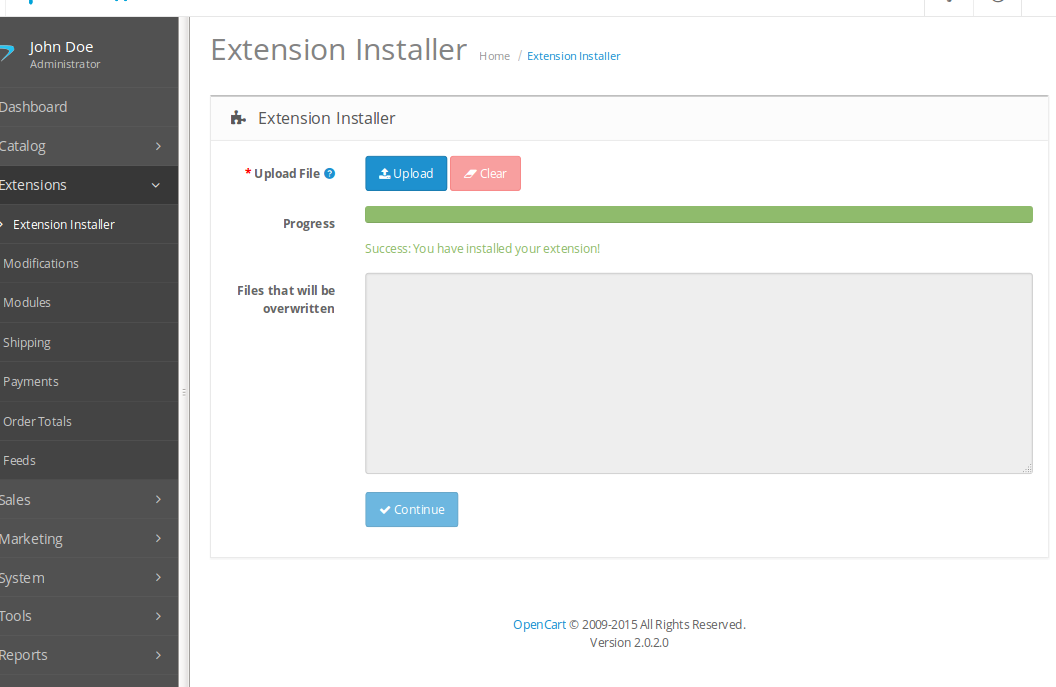 John Doe
Administrator
Dashboard
Catalog
Extensions
Extension Installer
Modifications
Modules
Shipping
Payments
Order Totals
Feeds
Sales
Marketing
System
Tools
Reports
Extension Installer Home / Extension Installer
Extension Installer
* Upload File Upload Clear
Progress
Success: You have installed your extension!
Files that will be
overwritten
Continue
OpenCart © 2009-2015 All Rights Reserved.
Version 2.0.2.0